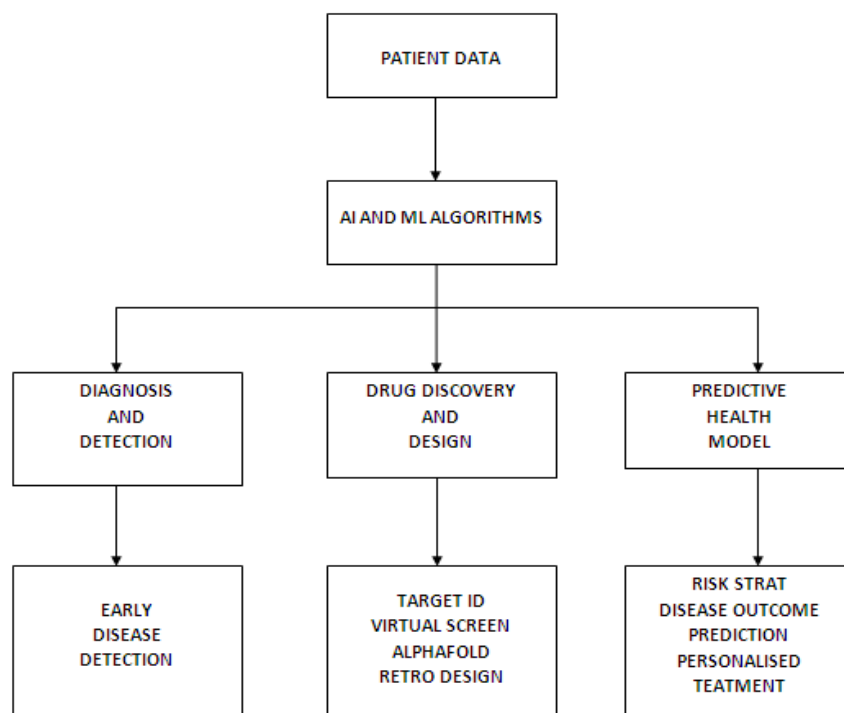 PATIENT DATA
AI AND ML ALGORITHMS
DIAGNOSIS
AND
DETECTION
DRUG DISCOVERY
AND
DESIGN
PREDICTIVE
HEALTH
MODEL
EARLY
DISEASE
DETECTION
TARGET ID
VIRTUAL SCREEN
ALPHAFOLD
RETRO DESIGN
RISK STRAT
DISEASE OUTCOME
PREDICTION
PERSONALISED
TEATMENT